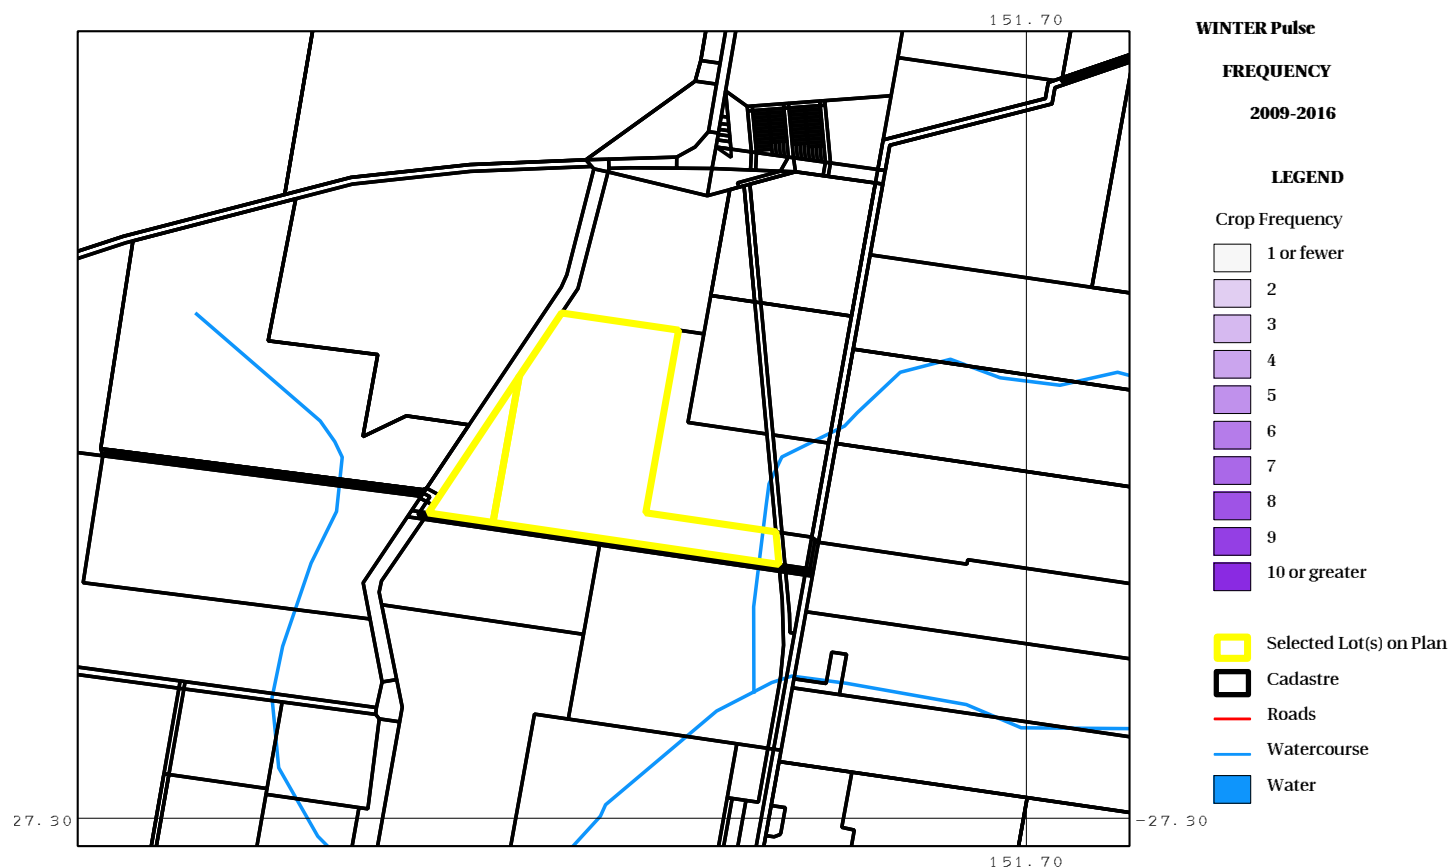 151.70
WINTER Pulse
FREQUENCY
2009-2016
LEGEND
Crop Frequency
1 or fewer
2
3
4
5
6
7
8
9
10 or greater
Selected Lot(s) on Plan
Cadastre
Roads
Watercourse
Water
27.30
-27.30
151.70